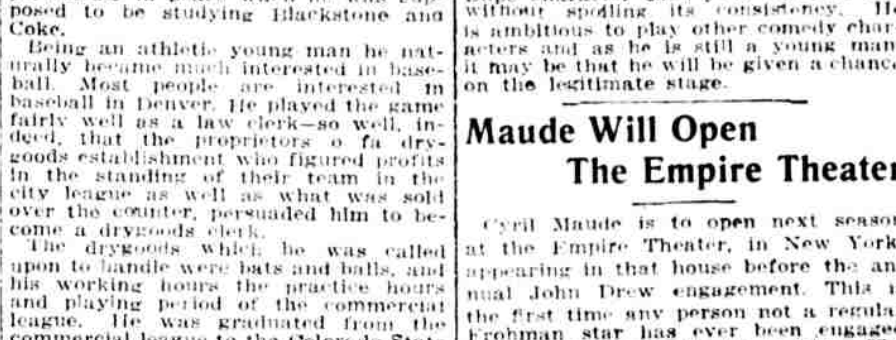 posed to be studying Blackstone and
Coke.
Being an athletic young man he nat-
urally became much interested in base-
ball. Most people are interested in
baseball in Denver. He played the game
fairly well as a law clerk—so well, in-
deed, that the proprietors o fa dry-
goods establishment who figured profits
in the standing of their team in the
city league as well as what was sold
over the counter, persuaded him to be-
come a drygoods clerk.
The drygoods which he was called
upon to handle were bats and balls, and
his working hours the practice hours
and playing period of the commercial
league. He was graduated from the
commercial league to the Colorado State
without spoiling its consistency. He
is ambitious to play other comedy char-
acters and as he is still a young man
it may be that he will be given a chance
on the legitimate stage.
Maude Will Open
The Empire Theater
Cyril Maude is to open next season
at the Empire Theater, in New York
appearing in that house before the an
nual John Drew engagement. This i
the first time any person not a regula
Frohman star has ever been engage